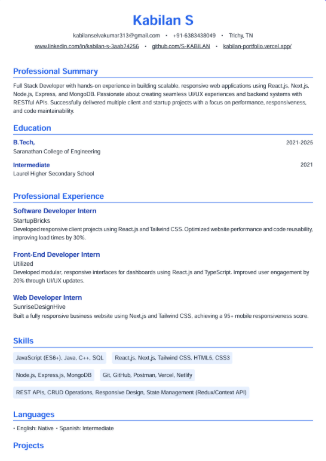 Kabilan S
kabilanselvakumar313@gmail.com • +91-6383438049 • Trichy, TN
www.linkedin.com/in/kabilan-s-3aab74256 • github.com/S-KABILAN • kabilan-portfolio.vercel.app/
Professional Summary
Full Stack Developer with hands-on experience in building scalable, responsive web applications using React.js, Next.js,
Node.js, Express, and MongoDB. Passionate about creating seamless UI/UX experiences and backend systems with
RESTful APIs. Successfully delivered multiple client and startup projects with a focus on performance, responsiveness,
and code maintainability.
Education
B.Tech, 2021-2025
Saranathan College of Engineering
Intermediate 2021
Laurel Higher Secondary School
Professional Experience
Software Developer Intern
StartupBricks
Developed responsive client projects using React.js and Tailwind CSS. Optimized website performance and code reusability,
improving load times by 30%.
Front-End Developer Intern
Utilized
Developed modular, responsive interfaces for dashboards using React.js and TypeScript. Improved user engagement by
20% through UI/UX updates.
Web Developer Intern
SunriseDesignHive
Built a fully responsive business website using Next.js and Tailwind CSS, achieving a 95+ mobile responsiveness score.
Skills
JavaScript (ES6+), Java, C++, SQL React.js, Next.js, Tailwind CSS, HTML5, CSS3
Node.js, Express.js, MongoDB Git, GitHub, Postman, Vercel, Netlify
REST APIs, CRUD Operations, Responsive Design, State Management (Redux/Context API)
Languages
• English: Native • Spanish: Intermediate
Projects